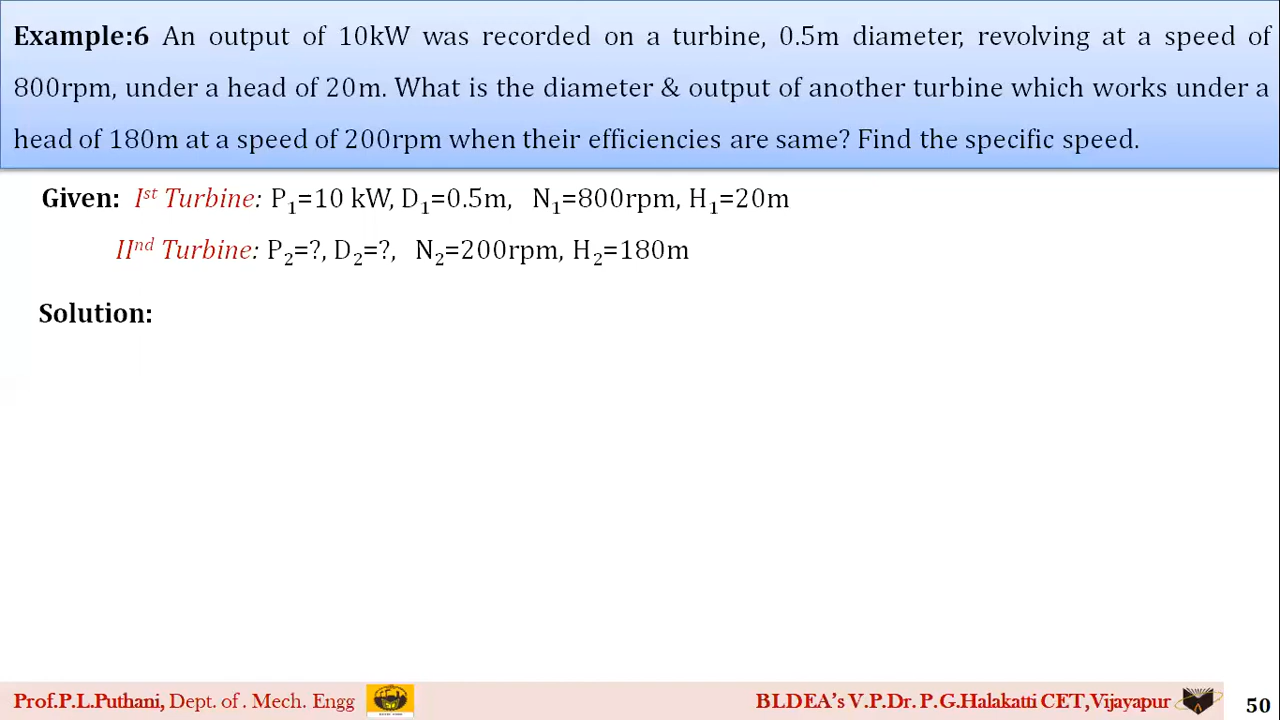 Example:6 An output of 10kW was recorded on a turbine, 0.5m diameter, revolving at a speed of
800rpm, under a head of 20m. What is the diameter & output of another turbine which works under a
head of 180m at a speed of 200rpm when their efficiencies are same? Find the specific speed.
Given: Iˢᵗ Turbine: P₁=10 kW, D₁=0.5m, N₁=800rpm, H₁=20m
IIⁿᵈ Turbine: P₂=?, D₂=?, N₂=200rpm, H₂=180m
Solution:
Prof.P.L.Puthani, Dept. of . Mech. Engg BLDEA's V.P.Dr. P.G.Halakatti CET,Vijayapur 50